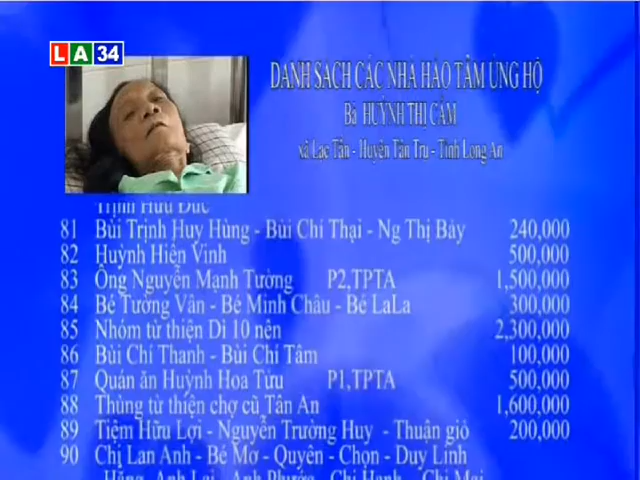 LA34
DANH SÁCH CÁC NHÀ HẢO TÂM ỦNG HỘ
Bà HUỲNH THỊ CẨM
xã Lạc Tấn - Huyện Tân Trụ - Tỉnh Long An
Trịnh Hữu Đức
81 Bùi Trịnh Huy Hùng - Bùi Chí Thại - Ng Thị Bảy 240,000
82 Huỳnh Hiển Vinh 500,000
83 Ông Nguyễn Mạnh Tường P2,TPTA 1,500,000
84 Bé Tường Vân - Bé Minh Châu - Bé LaLa 300,000
85 Nhóm từ thiện Dì 10 nên 2,300,000
86 Bùi Chí Thanh - Bùi Chí Tâm 100,000
87 Quán ăn Huỳnh Hoa Tửu P1,TPTA 500,000
88 Thùng từ thiện chợ cũ Tân An 1,600,000
89 Tiệm Hữu Lợi - Nguyễn Trường Huy - Thuận giò 200,000
90 Chị Lan Anh - Bé Mơ - Quyên - Chọn - Duy Linh